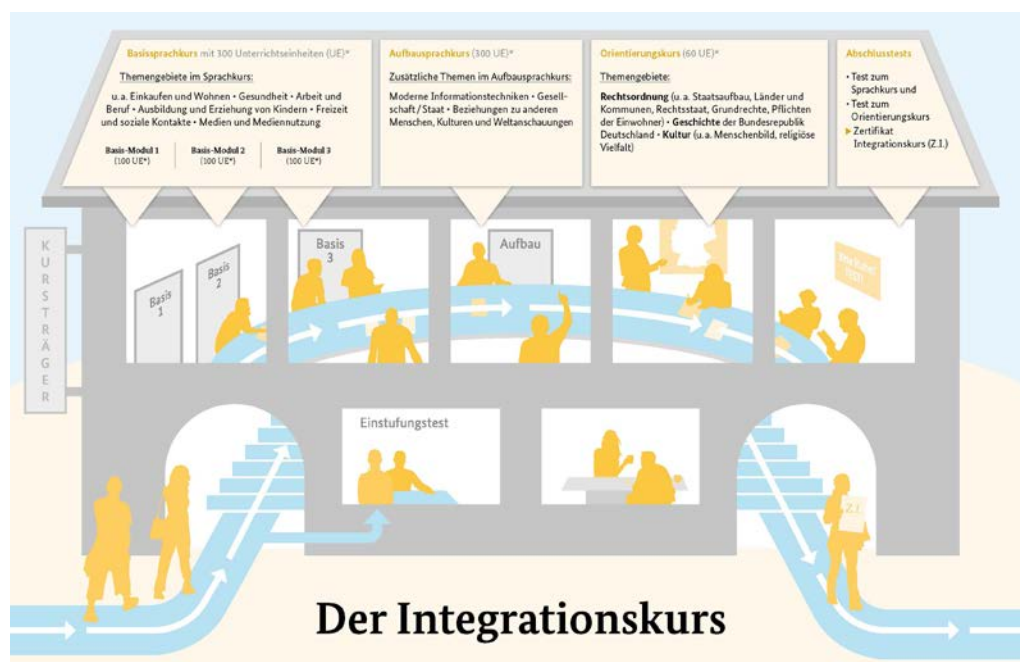 Basissprachkurs mit 300 Unterrichtseinheiten (UE)*
Themengebiete im Sprachkurs:
u. a. Einkaufen und Wohnen • Gesundheit • Arbeit und
Beruf • Ausbildung und Erziehung von Kindern • Freizeit
und soziale Kontakte • Medien und Mediennutzung
Basis-Modul 1
(100 UE*)
Basis-Modul 2
(100 UE*)
Basis-Modul 3
(100 UE*)
Aufbausprachkurs (300 UE)*
Zusätzliche Themen im Aufbausprachkurs:
Moderne Informationstechniken • Gesell-
schaft/Staat • Beziehungen zu anderen
Menschen, Kulturen und Weltanschauungen
Orientierungskurs (60 UE)*
Themengebiete:
Rechtsordnung (u. a. Staatsaufbau, Länder und
Kommunen, Rechtsstaat, Grundrechte, Pflichten
der Einwohner) • Geschichte der Bundesrepublik
Deutschland • Kultur (u. a. Menschenbild, religiöse
Vielfalt)
Abschlusstests
• Test zum
Sprachkurs und
• Test zum
Orientierungskurs
▶ Zertifikat
Integrationskurs (Z.I.)
KURSTRÄGER
Basis
1
Basis
2
Basis
3
Aufbau
TEST!
Einstufungstest
Z.I.
Der Integrationskurs